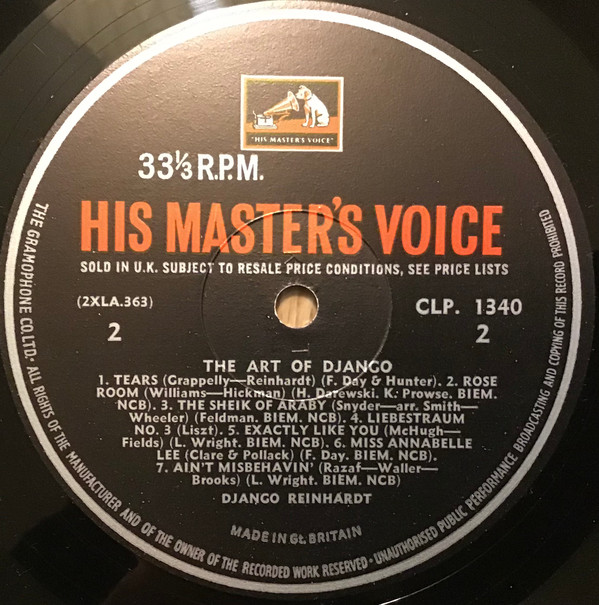 "HIS MASTER'S VOICE"
33⅓ R.P.M.
HIS MASTER'S VOICE
SOLD IN U.K. SUBJECT TO RESALE PRICE CONDITIONS, SEE PRICE LISTS
(2XLA.363)
CLP. 1340
2
2
THE ART OF DJANGO
1. TEARS (Grappelly—Reinhardt) (F. Day & Hunter). 2. ROSE
ROOM (Williams—Hickman) (H. Darewski. K. Prowse. BIEM.
NCB). 3. THE SHEIK OF ARABY (Snyder—arr. Smith—
Wheeler) (Feldman. BIEM. NCB). 4. LIEBESTRAUM
NO. 3 (Liszt). 5. EXACTLY LIKE YOU (McHugh—
Fields) (L. Wright. BIEM. NCB). 6. MISS ANNABELLE
LEE (Clare & Pollack) (F. Day. BIEM. NCB).
7. AIN'T MISBEHAVIN' (Razaf—Waller—
Brooks) (L. Wright. BIEM. NCB)
DJANGO REINHARDT
MADE IN GT. BRITAIN
THE GRAMOPHONE CO. LTD. · ALL RIGHTS OF THE MANUFACTURER AND OF THE OWNER OF THE RECORDED WORK RESERVED · UNAUTHORISED PUBLIC PERFORMANCE BROADCASTING AND COPYING OF THIS RECORD PROHIBITED